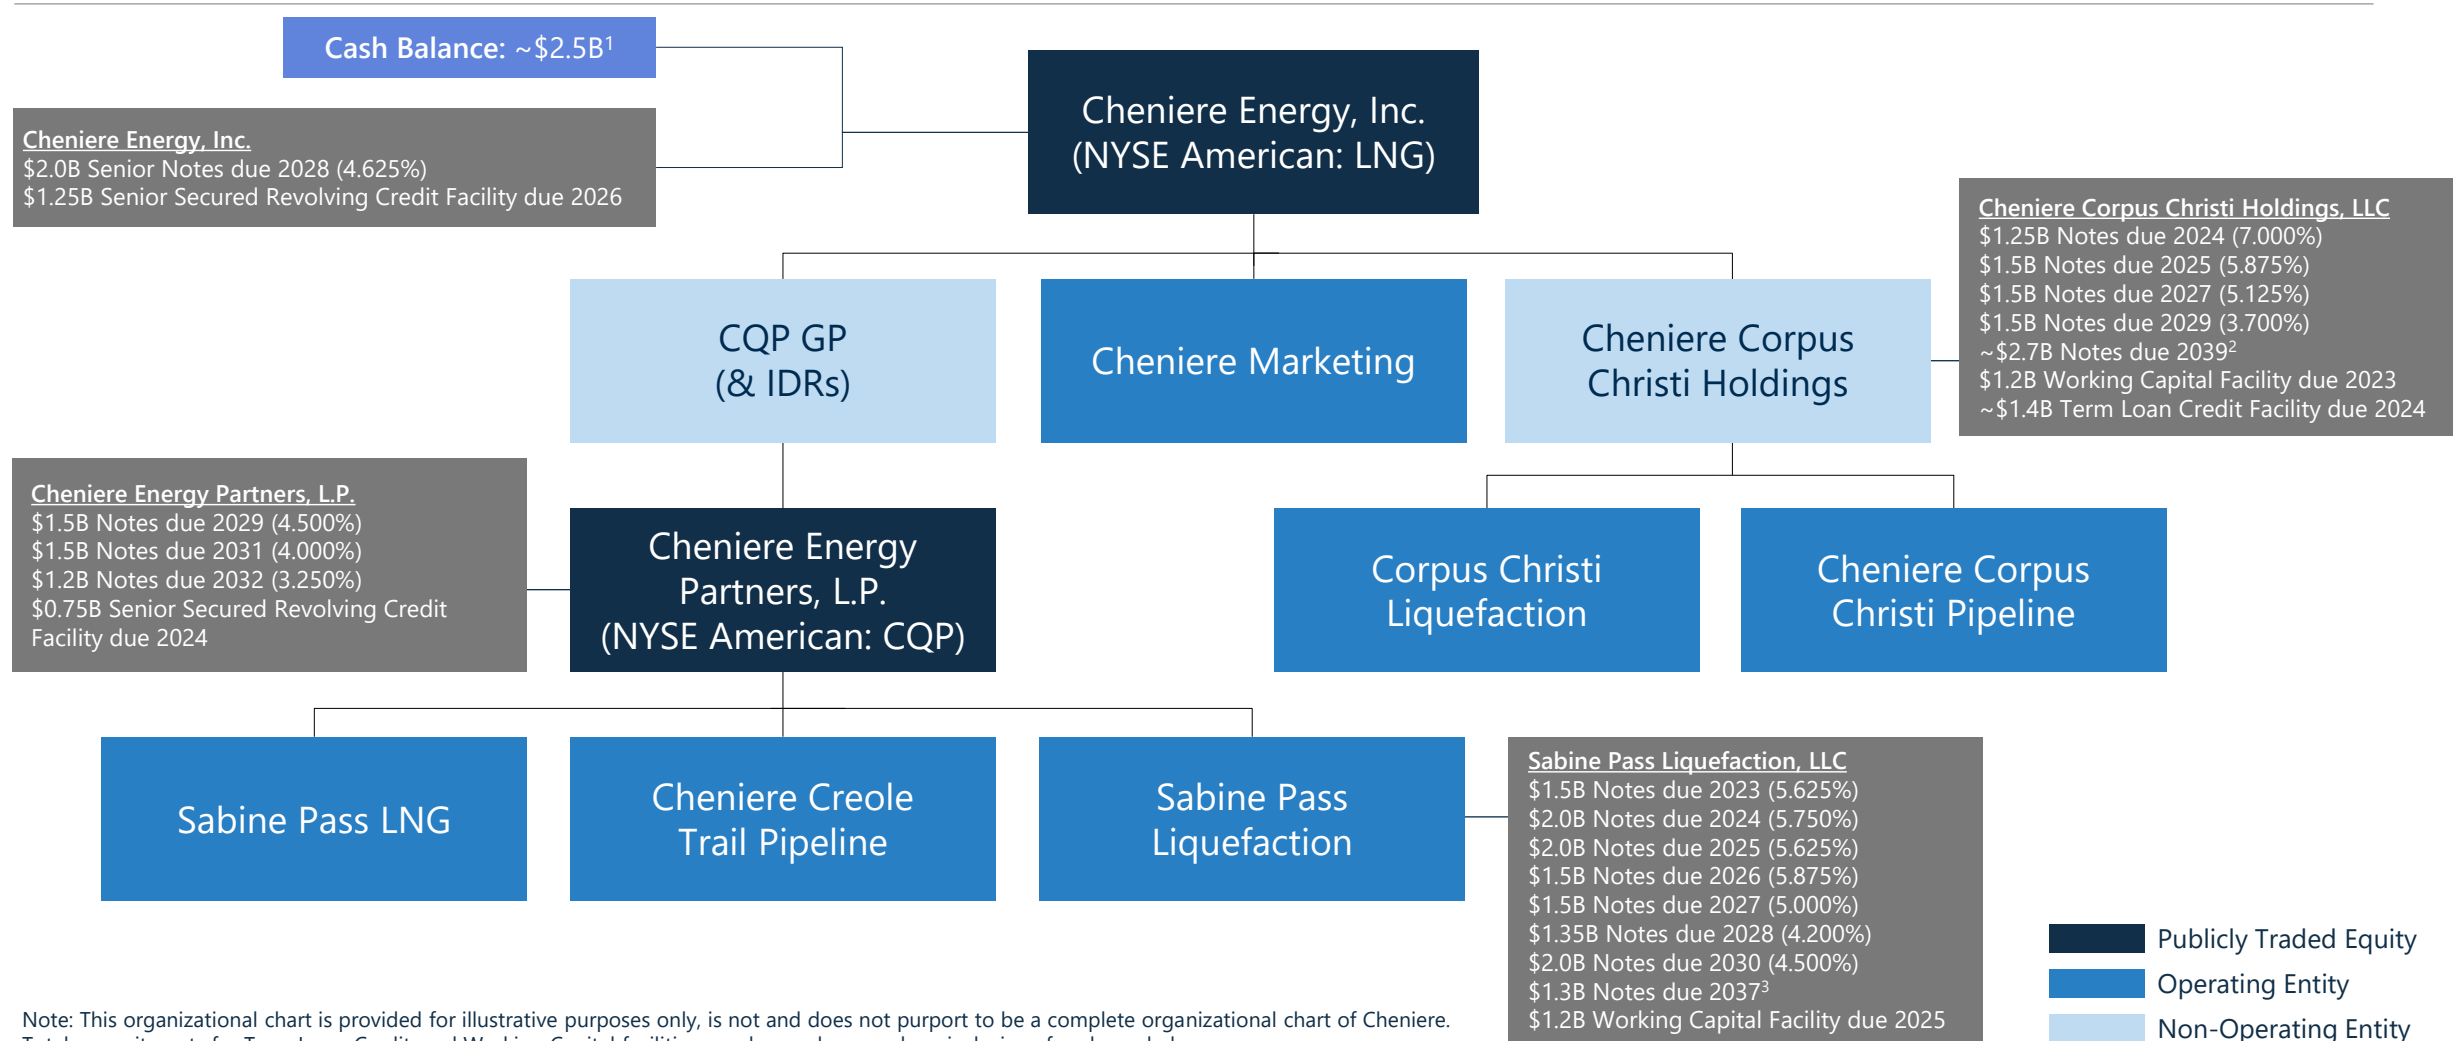 Cash Balance: ~$2.5B¹
Cheniere Energy, Inc.
$2.0B Senior Notes due 2028 (4.625%)
$1.25B Senior Secured Revolving Credit Facility due 2026
Cheniere Energy, Inc.
(NYSE American: LNG)
Cheniere Corpus Christi Holdings, LLC
$1.25B Notes due 2024 (7.000%)
$1.5B Notes due 2025 (5.875%)
$1.5B Notes due 2027 (5.125%)
$1.5B Notes due 2029 (3.700%)
~$2.7B Notes due 2039²
$1.2B Working Capital Facility due 2023
~$1.4B Term Loan Credit Facility due 2024
CQP GP
(& IDRs)
Cheniere Marketing
Cheniere Corpus
Christi Holdings
Cheniere Energy Partners, L.P.
$1.5B Notes due 2029 (4.500%)
$1.5B Notes due 2031 (4.000%)
$1.2B Notes due 2032 (3.250%)
$0.75B Senior Secured Revolving Credit
Facility due 2024
Cheniere Energy
Partners, L.P.
(NYSE American: CQP)
Corpus Christi
Liquefaction
Cheniere Corpus
Christi Pipeline
Sabine Pass LNG
Cheniere Creole
Trail Pipeline
Sabine Pass
Liquefaction
Sabine Pass Liquefaction, LLC
$1.5B Notes due 2023 (5.625%)
$2.0B Notes due 2024 (5.750%)
$2.0B Notes due 2025 (5.625%)
$1.5B Notes due 2026 (5.875%)
$1.5B Notes due 2027 (5.000%)
$1.35B Notes due 2028 (4.200%)
$2.0B Notes due 2030 (4.500%)
$1.3B Notes due 2037³
$1.2B Working Capital Facility due 2025
Publicly Traded Equity
Operating Entity
Non-Operating Entity
Note: This organizational chart is provided for illustrative purposes only, is not and does not purport to be a complete organizational chart of Cheniere.